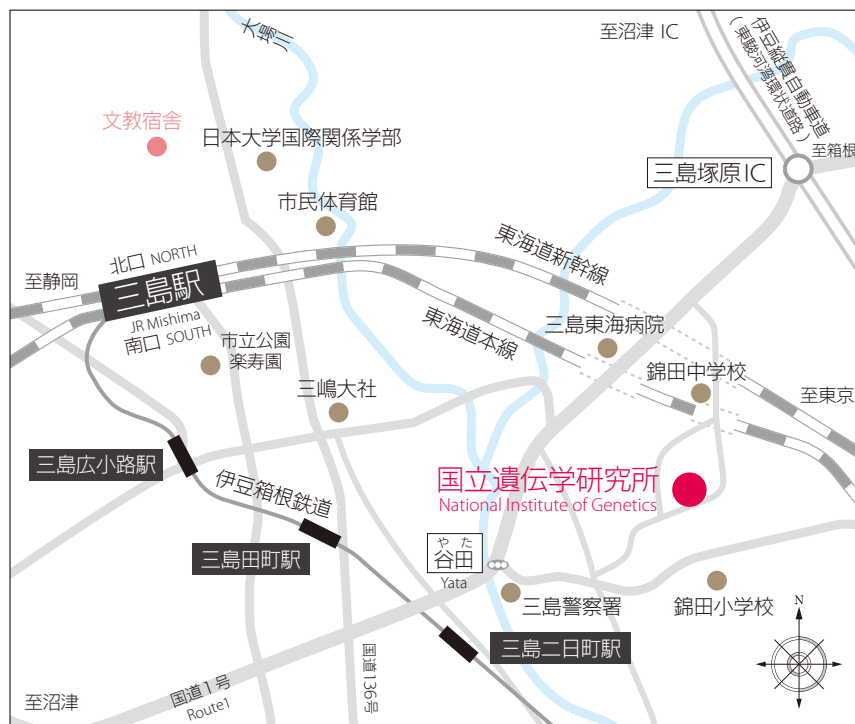 大場川
至沼津 IC
伊豆縦貫自動車道
(東駿河湾環状道路)
至箱根
三島塚原IC
文教宿舎
日本大学国際関係学部
市民体育館
北口 NORTH
至静岡
三島駅
JR Mishima
南口 SOUTH
東海道新幹線
東海道本線
市立公園
楽寿園
三嶋大社
三島東海病院
錦田中学校
至東京
三島広小路駅
伊豆箱根鉄道
国立遺伝学研究所
National Institute of Genetics
三島田町駅
やた
谷田
Yata
三島警察署
錦田小学校
三島二日町駅
至沼津
国道1号
Route1
国道136号
N